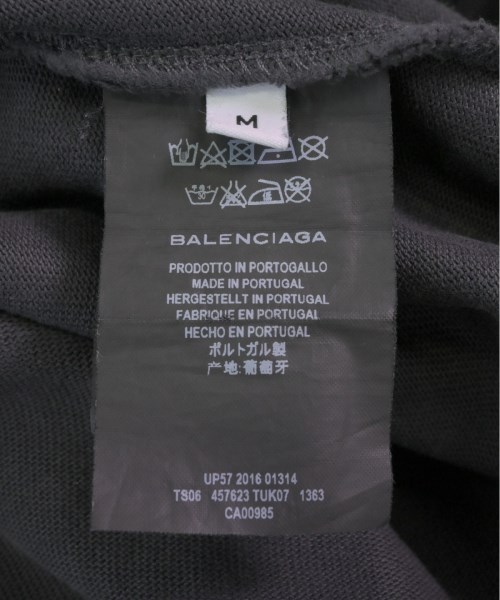 M
BALENCIAGA
PRODOTTO IN PORTOGALLO
MADE IN PORTUGAL
HERGESTELLT IN PORTUGAL
FABRIQUE EN PORTUGAL
HECHO EN PORTUGAL
ポルトガル製
产地:葡萄牙
UP57 2016 01314
TS06 457623 TUK07 1363
CA00985